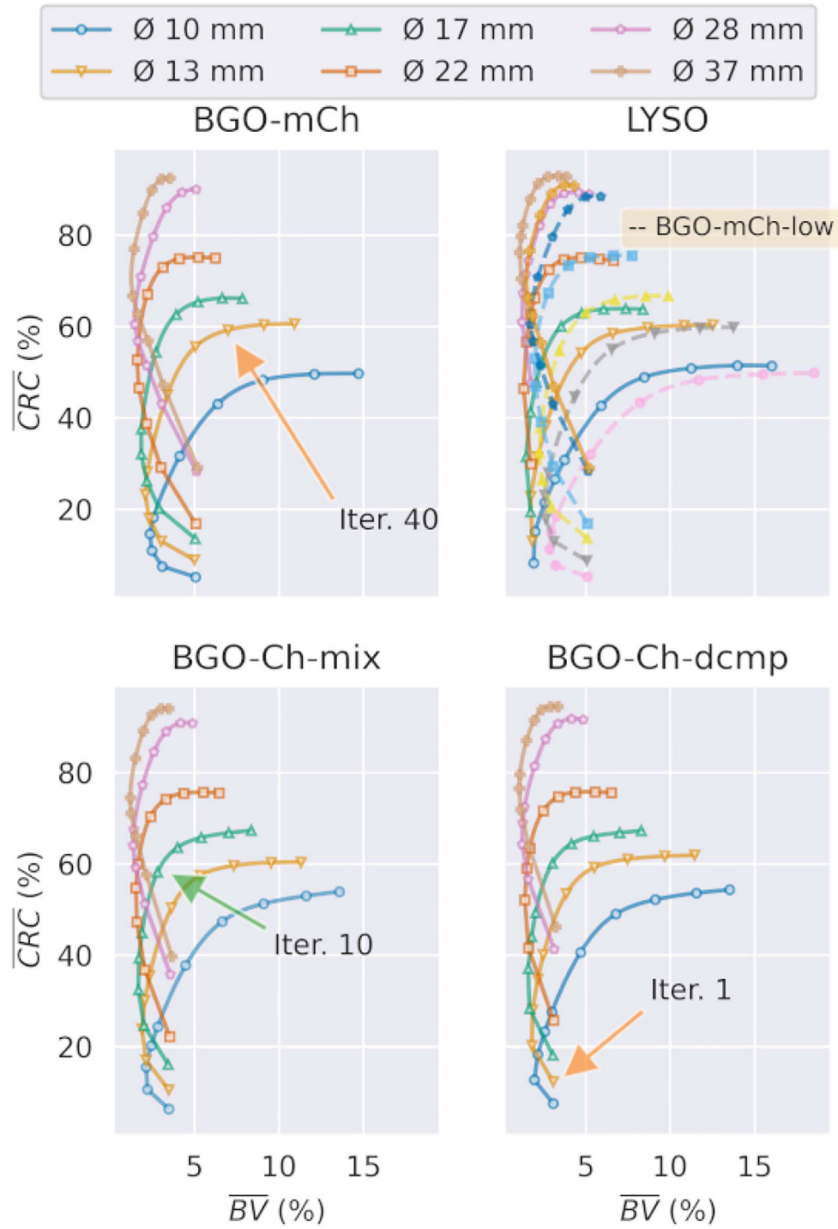 Ø 10 mm Ø 17 mm Ø 28 mm
Ø 13 mm Ø 22 mm Ø 37 mm
BGO-mCh LYSO
-- BGO-mCh-low
80
60
40
20
CRC (%)
Iter. 40
BGO-Ch-mix BGO-Ch-dcmp
80
60
40
20
CRC (%)
Iter. 10
Iter. 1
5 10 15 5 10 15
BV (%) BV (%)